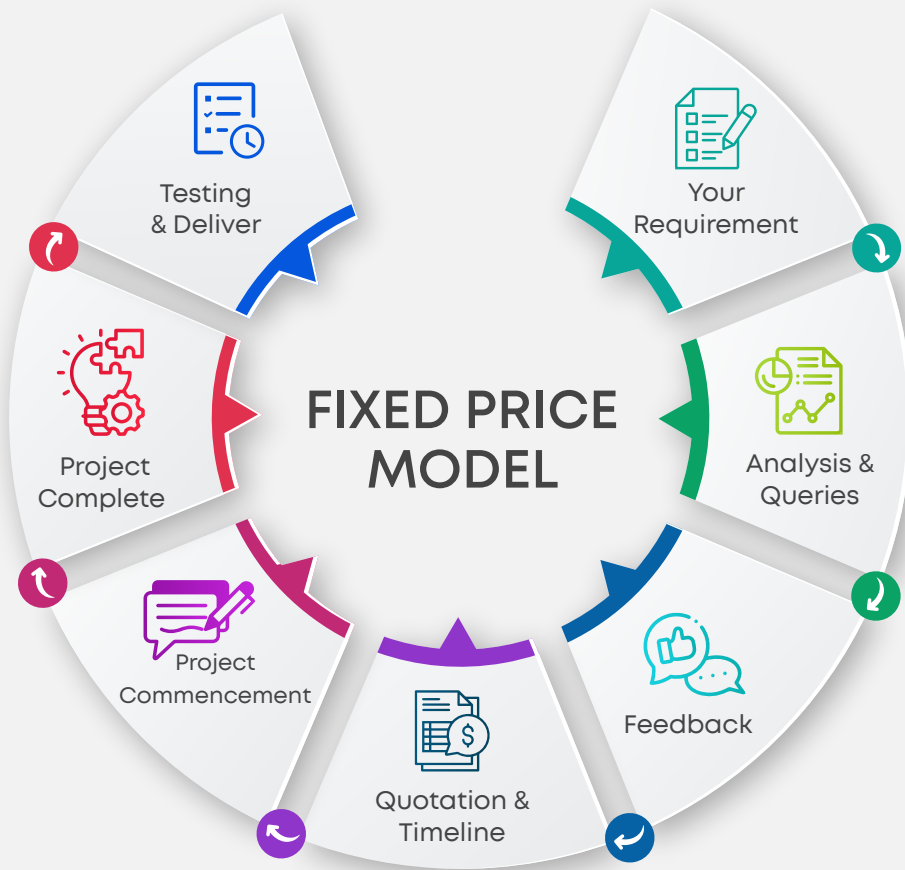 FIXED PRICE
MODEL
Your
Requirement
Analysis &
Queries
Feedback
Quotation &
Timeline
Project
Commencement
Project
Complete
Testing
& Deliver
$